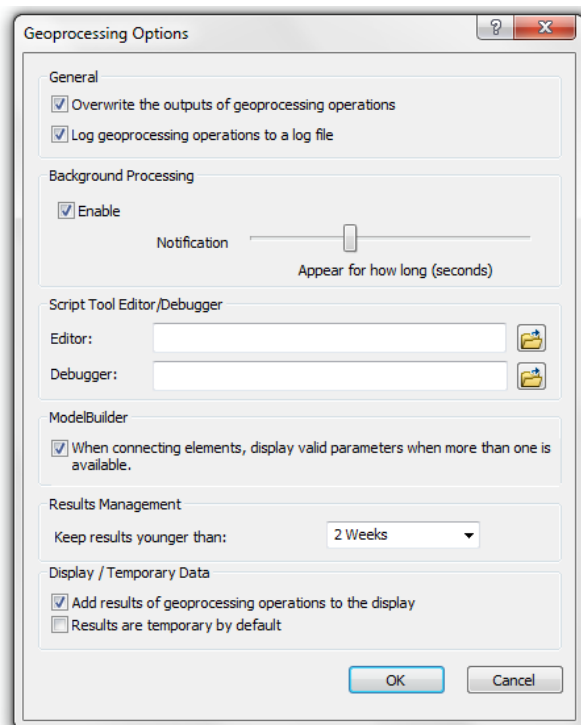 Geoprocessing Options
?
General
Overwrite the outputs of geoprocessing operations
Log geoprocessing operations to a log file
Background Processing
Enable
Notification
Appear for how long (seconds)
Script Tool Editor/Debugger
Editor:
Debugger:
ModelBuilder
When connecting elements, display valid parameters when more than one is
available.
Results Management
Keep results younger than: 2 Weeks
Display / Temporary Data
Add results of geoprocessing operations to the display
Results are temporary by default
OK Cancel